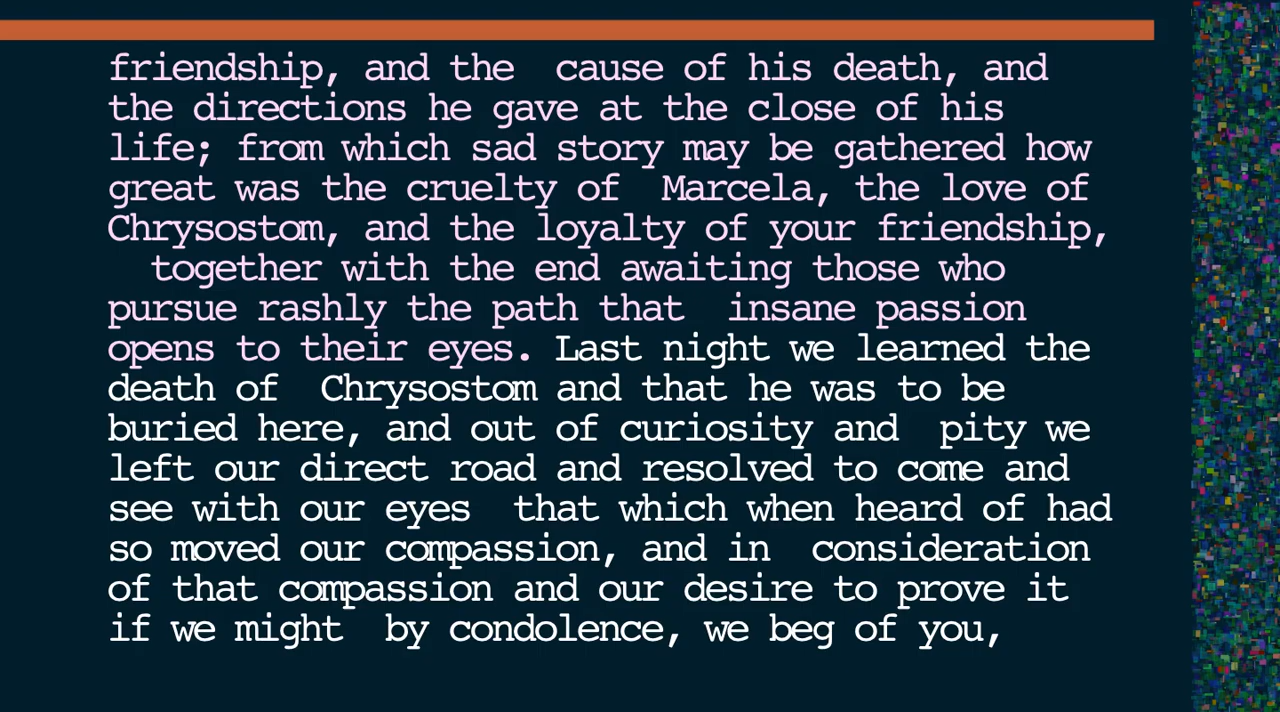 friendship, and the  cause of his death, and
the directions he gave at the close of his
life; from which sad story may be gathered how
great was the cruelty of  Marcela, the love of
Chrysostom, and the loyalty of your friendship,
  together with the end awaiting those who
pursue rashly the path that  insane passion
opens to their eyes. Last night we learned the
death of  Chrysostom and that he was to be
buried here, and out of curiosity and  pity we
left our direct road and resolved to come and
see with our eyes  that which when heard of had
so moved our compassion, and in  consideration
of that compassion and our desire to prove it
if we might  by condolence, we beg of you,